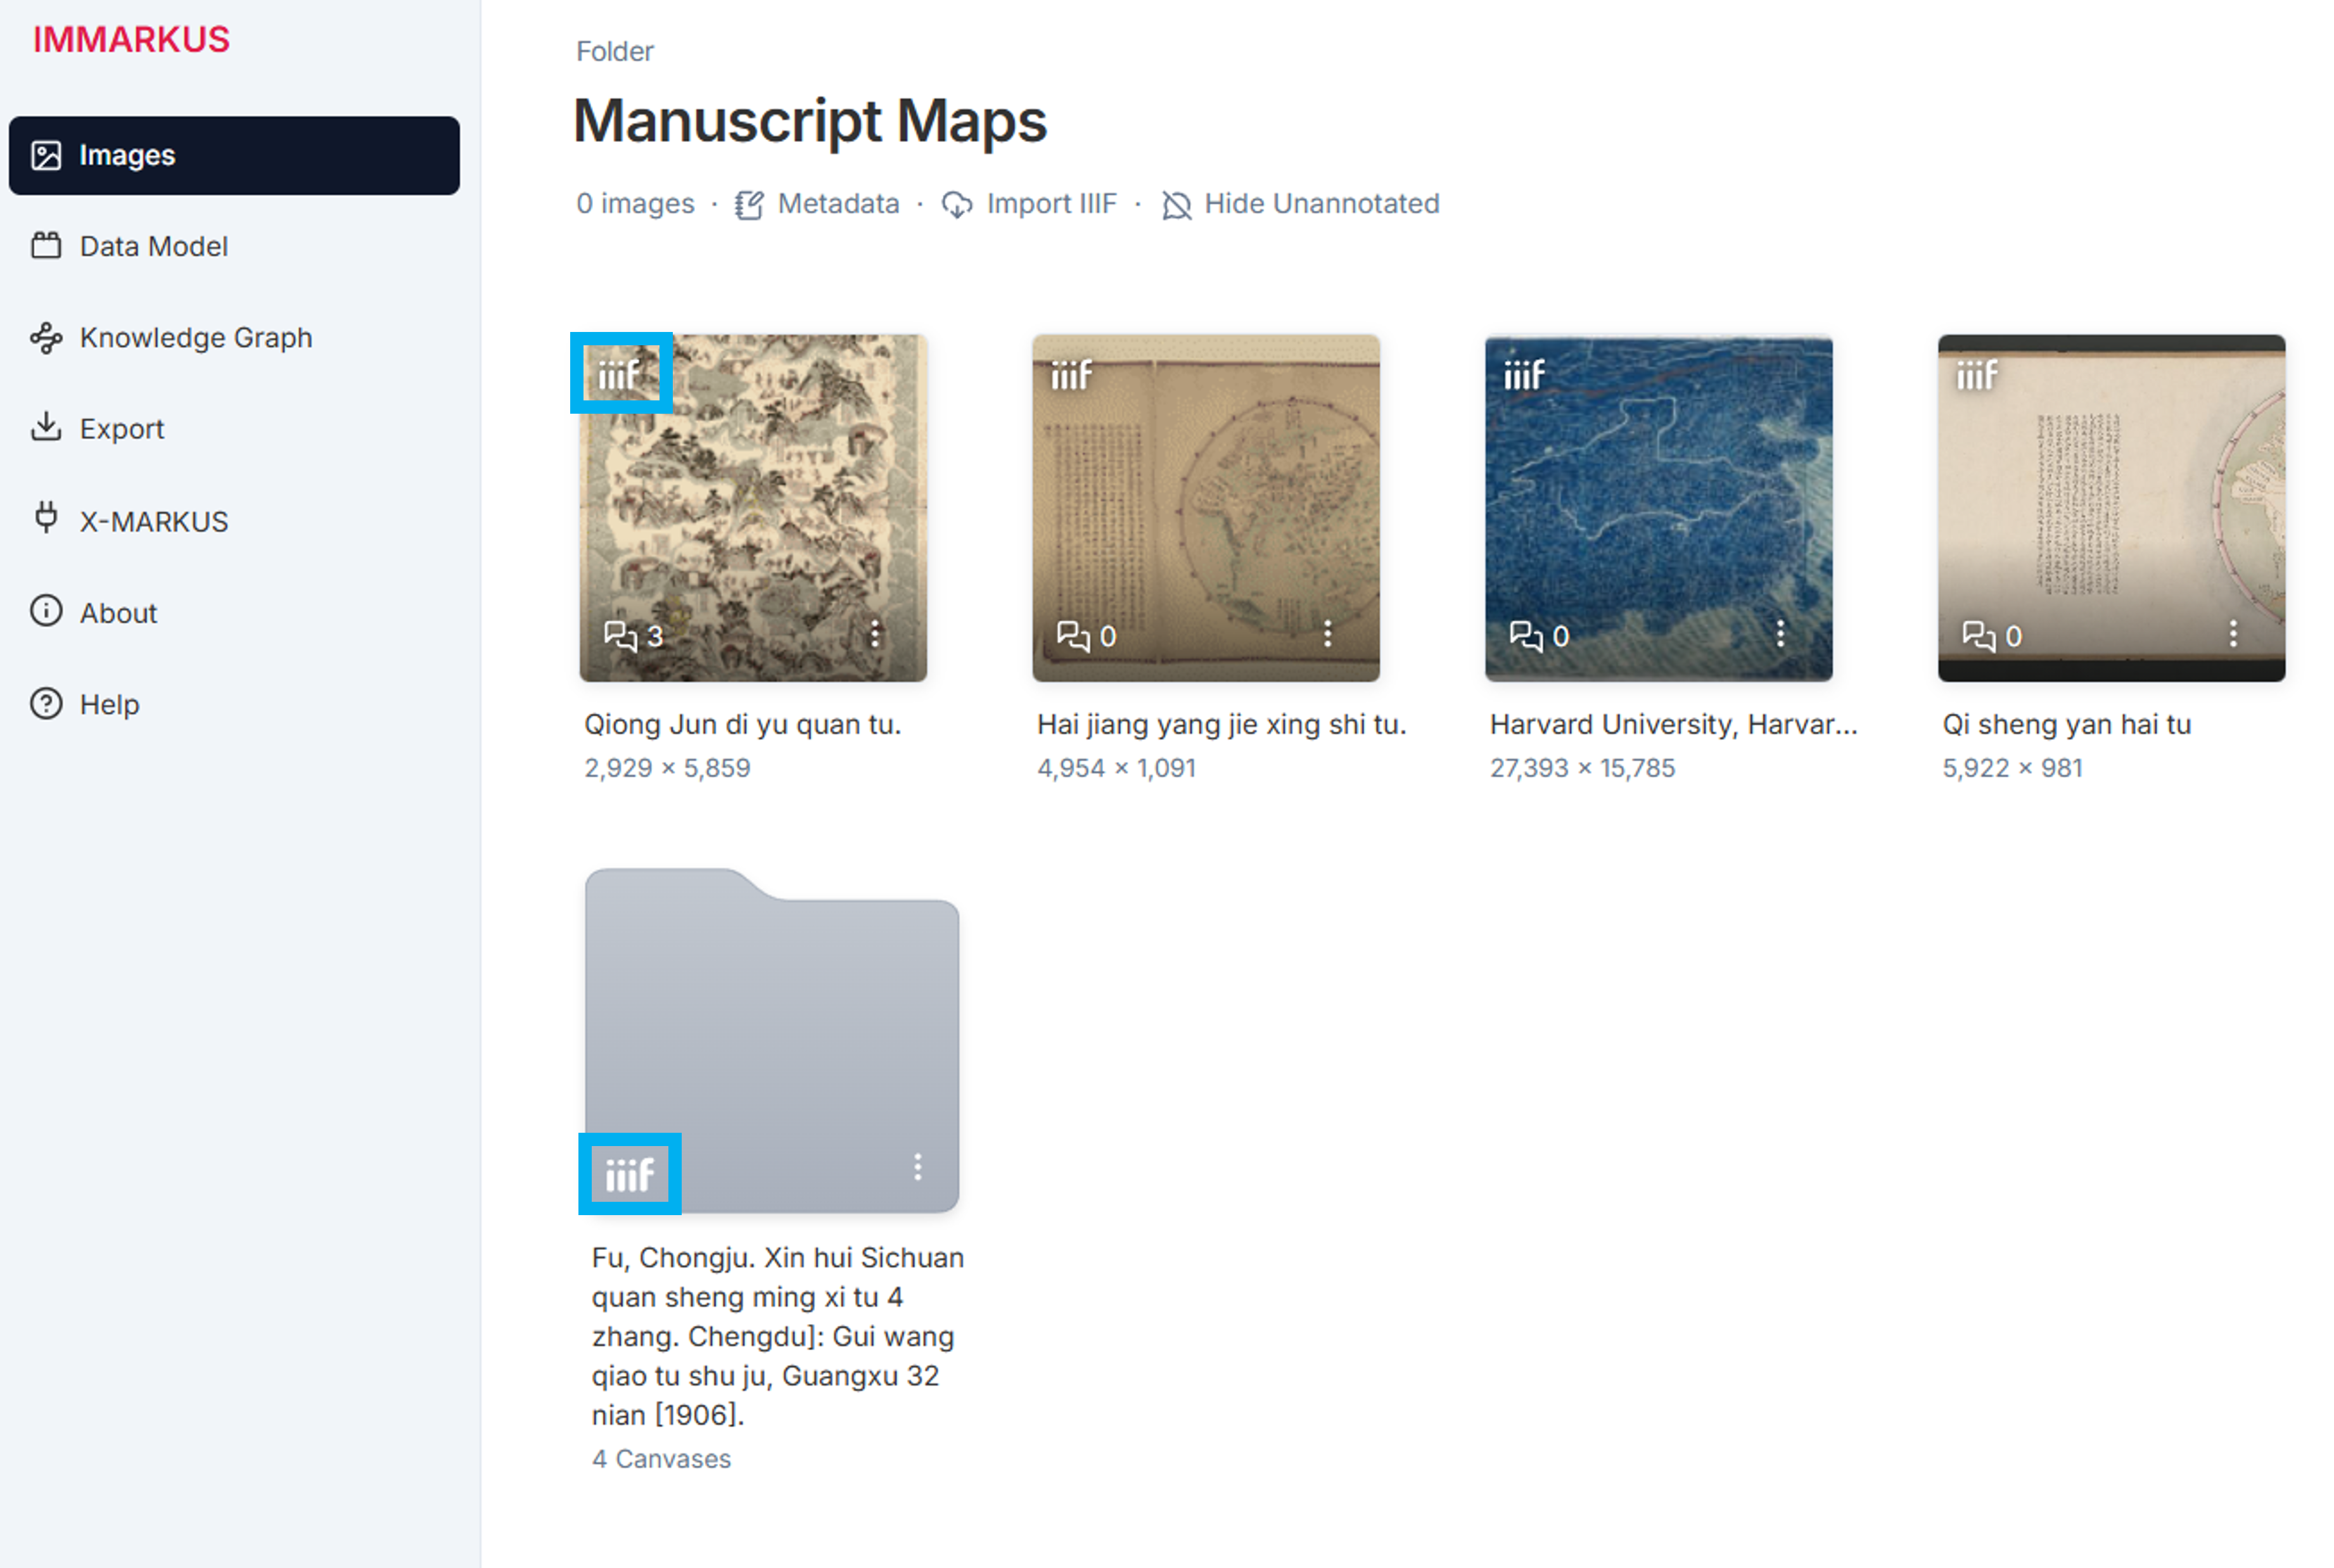 IMMARKUS
Images
Data Model
Knowledge Graph
Export
X-MARKUS
About
Help
Folder
Manuscript Maps
0 images · Metadata · Import IIIF · Hide Unannotated
iiif
3
Qiong Jun di yu quan tu.
2,929 × 5,859
iiif
0
Hai jiang yang jie xing shi tu.
4,954 × 1,091
iiif
0
Harvard University, Harvar...
27,393 × 15,785
iiif
0
Qi sheng yan hai tu
5,922 × 981
iiif
Fu, Chongju. Xin hui Sichuan
quan sheng ming xi tu 4
zhang. Chengdu]: Gui wang
qiao tu shu ju, Guangxu 32
nian [1906].
4 Canvases